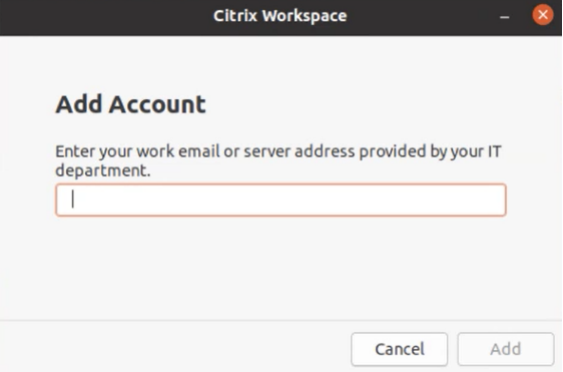 Citrix Workspace
Add Account
Enter your work email or server address provided by your IT
department.
Cancel
Add